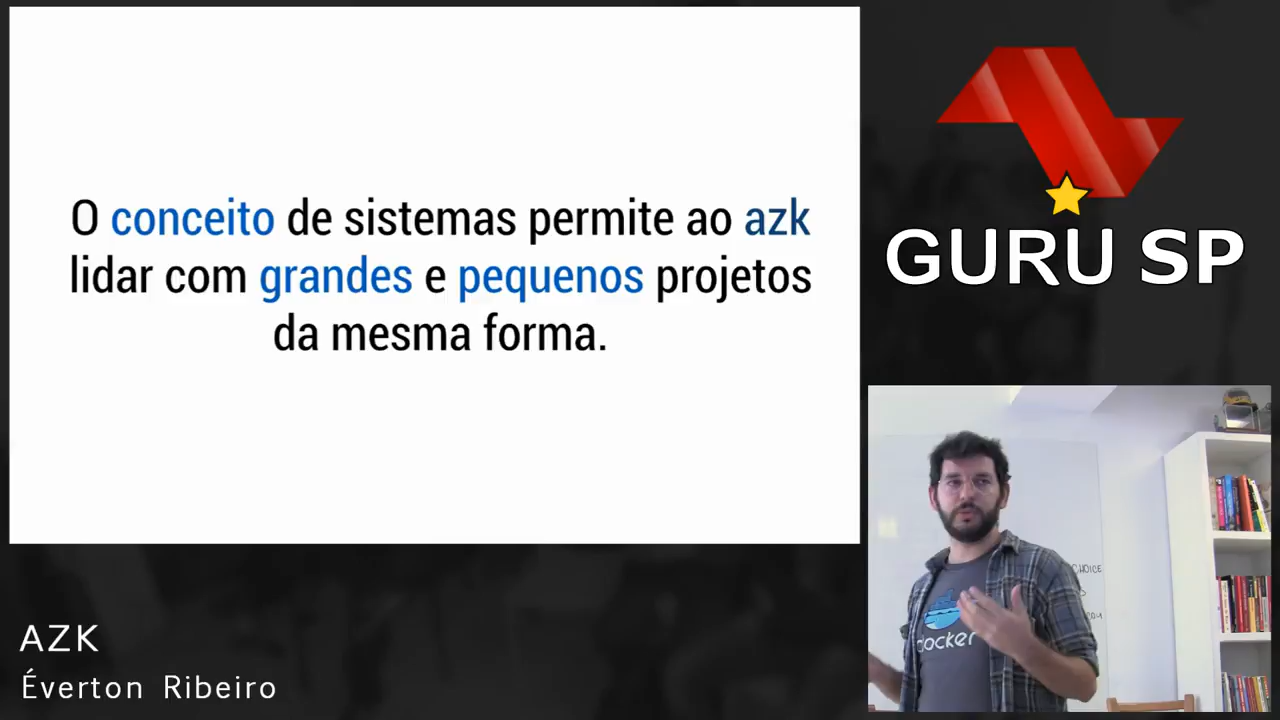 O conceito de sistemas permite ao azk
lidar com grandes e pequenos projetos
da mesma forma.
GURU SP
CHOICE
docker
AZK
Éverton Ribeiro